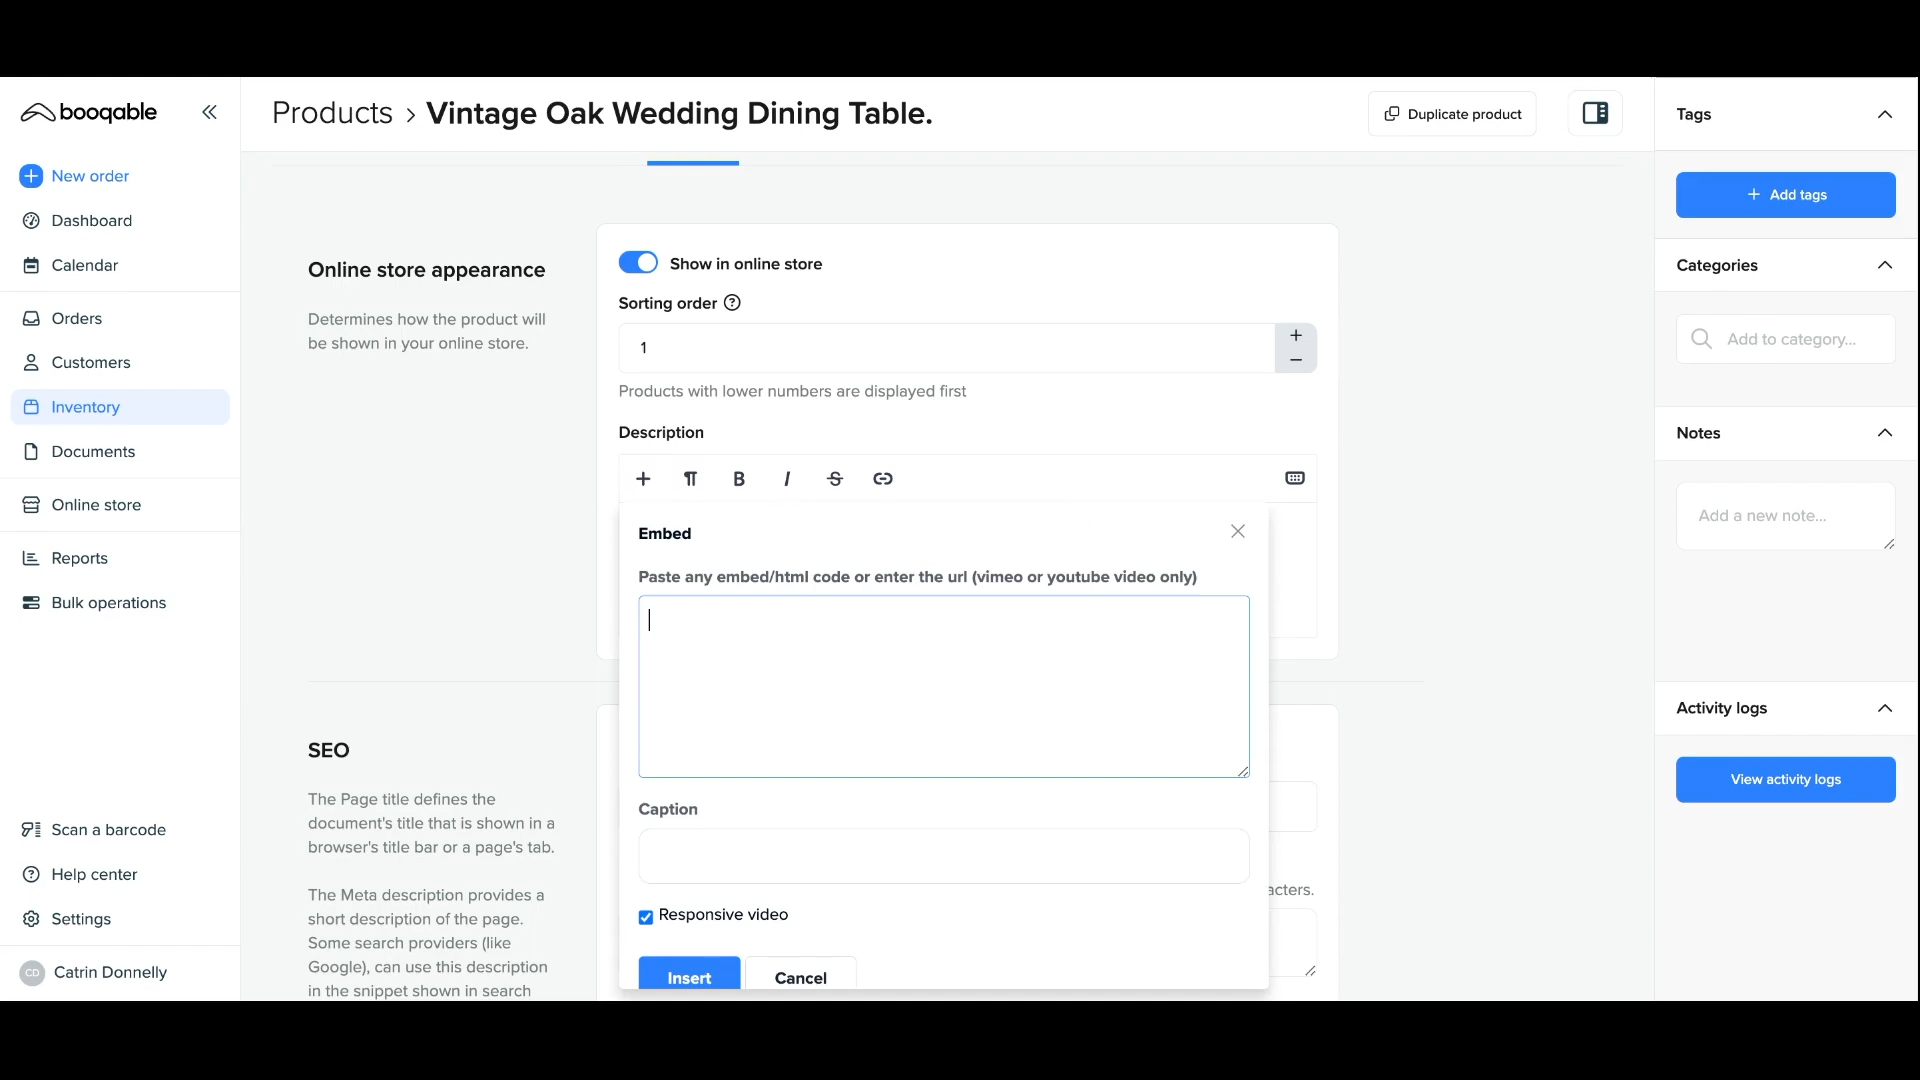 booqable
New order
Dashboard
Calendar
Orders
Customers
Inventory
Documents
Online store
Reports
Bulk operations
Scan a barcode
Help center
Settings
CD Catrin Donnelly
Products › Vintage Oak Wedding Dining Table.
Duplicate product
Online store appearance
Determines how the product will
be shown in your online store.
Show in online store
Sorting order
1
Products with lower numbers are displayed first
Description
Embed
Paste any embed/html code or enter the url (vimeo or youtube video only)
Caption
Responsive video
Insert Cancel
acters.
SEO
The Page title defines the
document's title that is shown in a
browser's title bar or a page's tab.
The Meta description provides a
short description of the page.
Some search providers (like
Google), can use this description
in the snippet shown in search
Tags
+ Add tags
Categories
Add to category...
Notes
Add a new note...
Activity logs
View activity logs